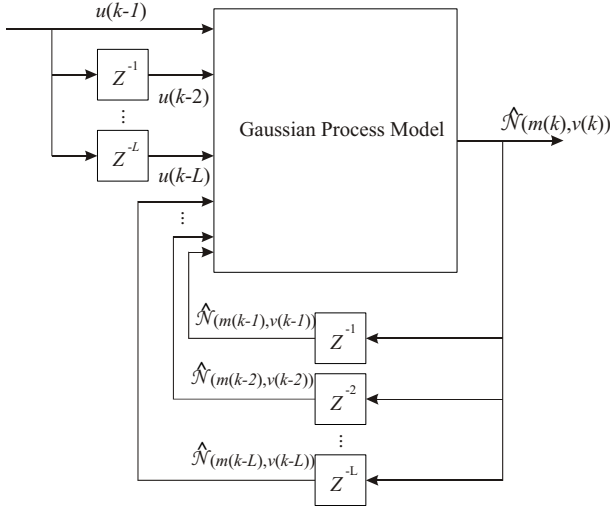 u(k-1)
Z⁻¹
u(k-2)
⋮
Z⁻ᴸ
u(k-L)
⋮
Gaussian Process Model
𝒩̂(m(k),v(k))
𝒩̂(m(k-1),v(k-1))
Z⁻¹
𝒩̂(m(k-2),v(k-2))
Z⁻²
⋮
𝒩̂(m(k-L),v(k-L))
Z⁻ᴸ